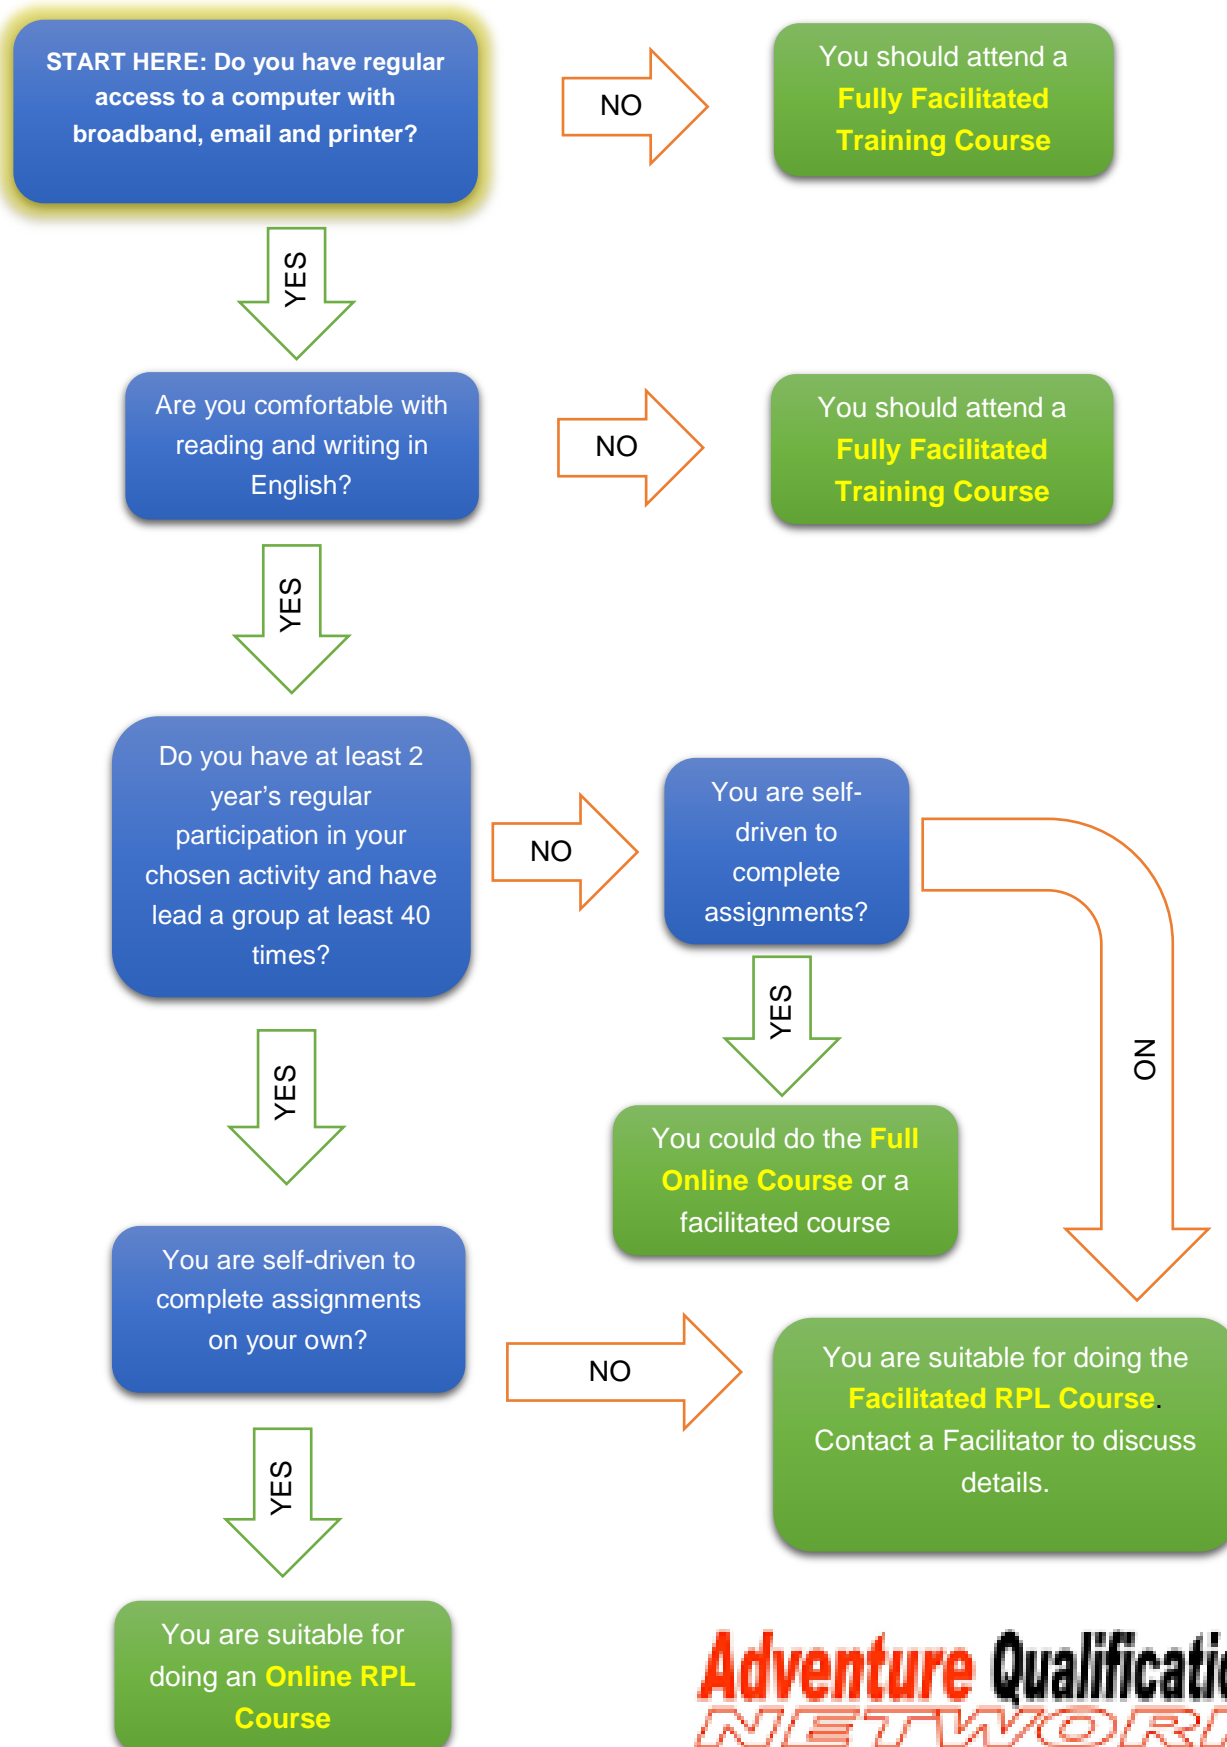 START HERE: Do you have regular
access to a computer with
broadband, email and printer?
NO
You should attend a
Fully Facilitated
Training Course
YES
Are you comfortable with
reading and writing in
English?
NO
You should attend a
Fully Facilitated
Training Course
YES
Do you have at least 2
year’s regular
participation in your
chosen activity and have
lead a group at least 40
times?
NO
You are self-
driven to
complete
assignments?
YES
NO
You could do the Full
Online Course or a
facilitated course
YES
You are self-driven to
complete assignments
on your own?
NO
You are suitable for doing the
Facilitated RPL Course.
Contact a Facilitator to discuss
details.
YES
You are suitable for
doing an Online RPL
Course
Adventure Qualificatio
NETWOR